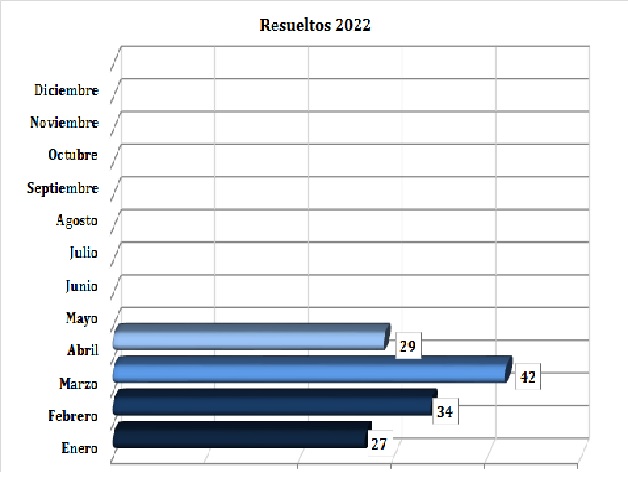 Resueltos 2022
Diciembre
Noviembre
Octubre
Septiembre
Agosto
Julio
Junio
Mayo
29
Abril
42
Marzo
34
Febrero
27
Enero